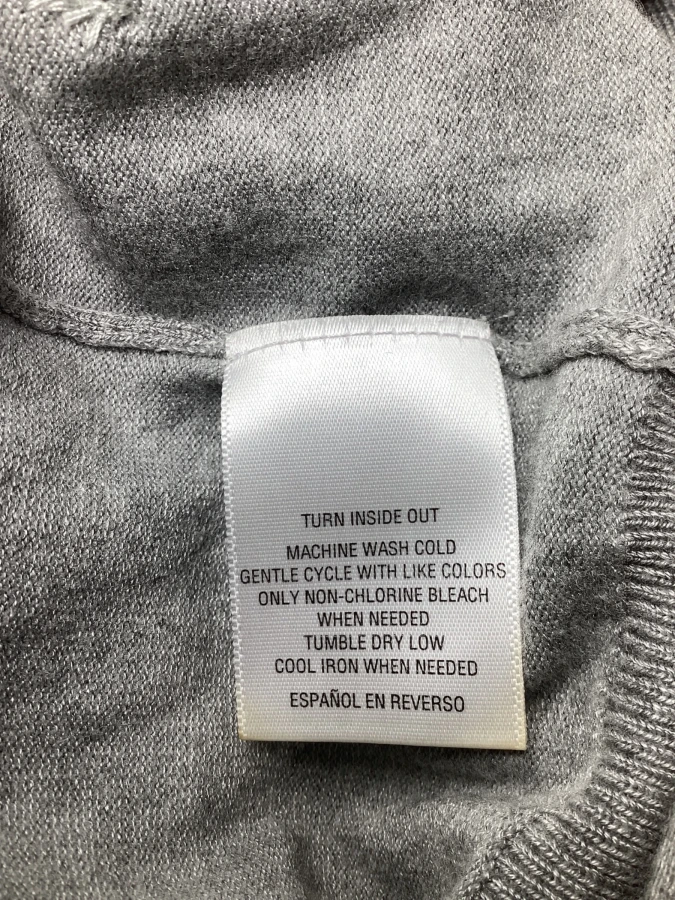 TURN INSIDE OUT
MACHINE WASH COLD
GENTLE CYCLE WITH LIKE COLORS
ONLY NON-CHLORINE BLEACH
WHEN NEEDED
TUMBLE DRY LOW
COOL IRON WHEN NEEDED
ESPAÑOL EN REVERSO